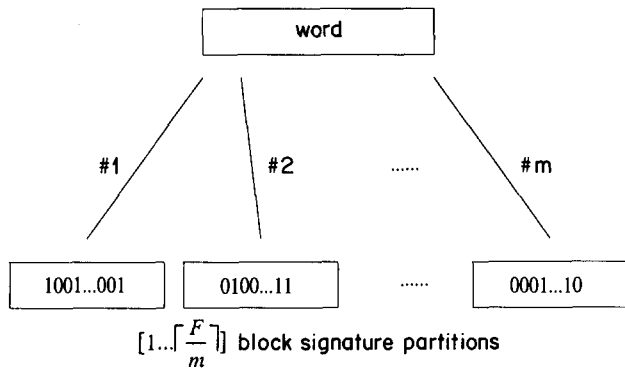 word
#1 #2 ...... #m
1001...001 0100...11 ...... 0001...10
[1...⌈F/m⌉] block signature partitions